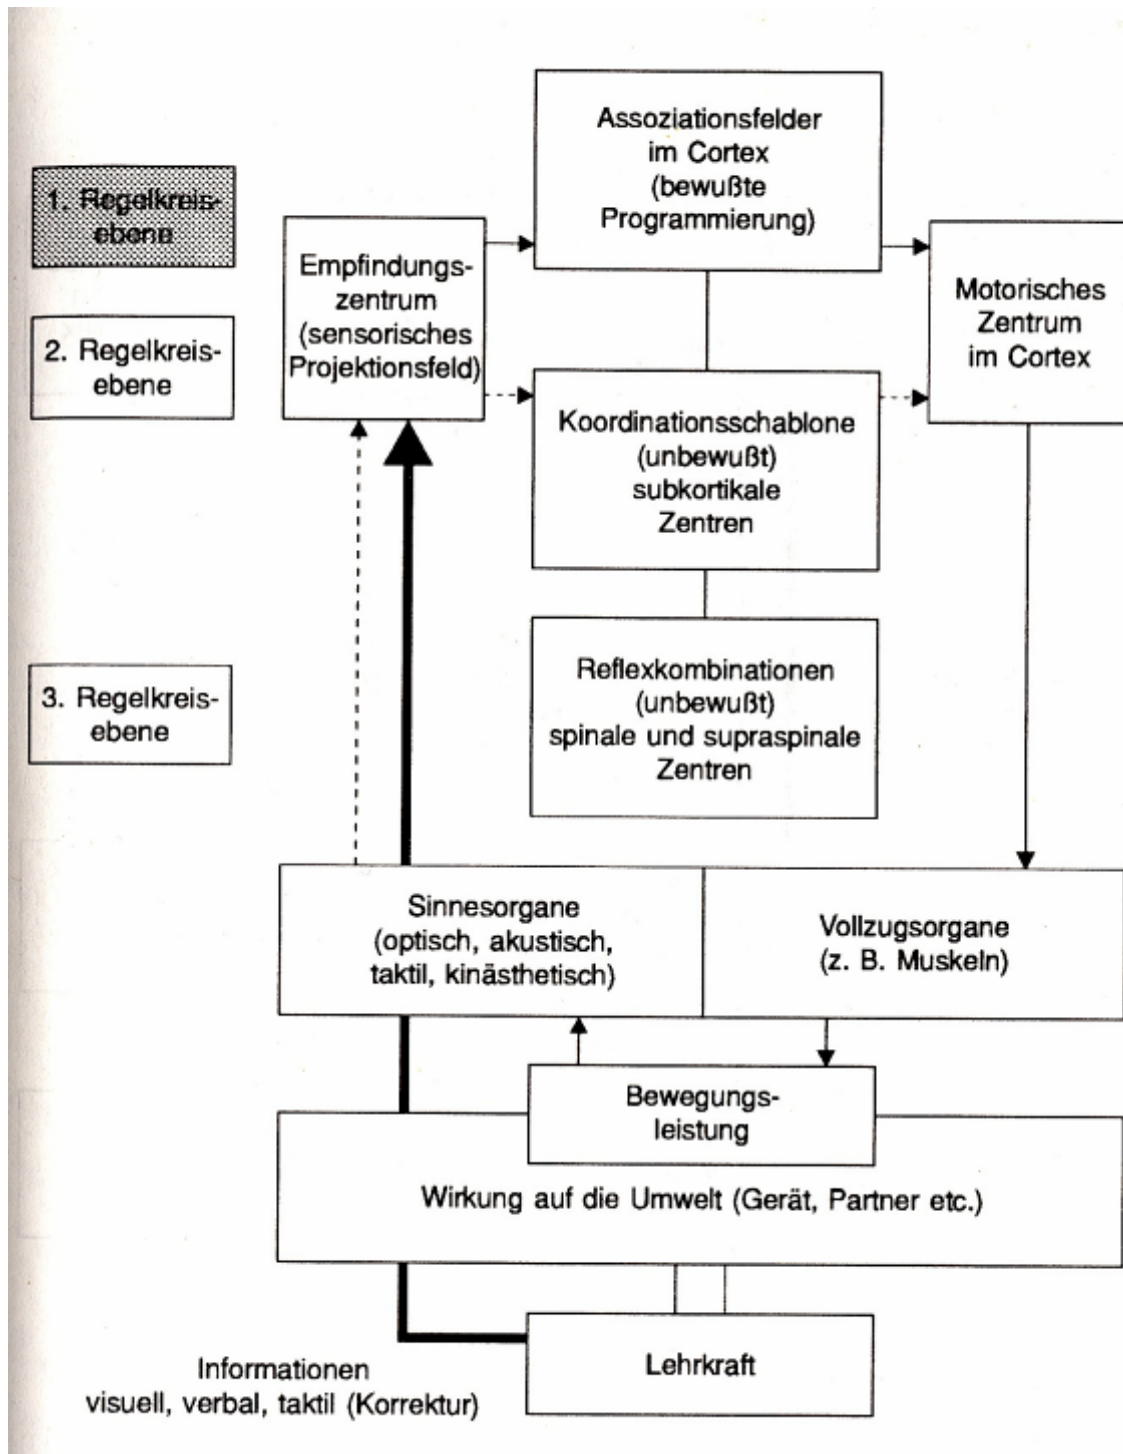 Assoziationsfelder
im Cortex
(bewußte
Programmierung)
1. Regelkreis-
ebene
Empfindungs-
zentrum
(sensorisches
Projektionsfeld)
Motorisches
Zentrum
im Cortex
2. Regelkreis-
ebene
Koordinationsschablone
(unbewußt)
subkortikale
Zentren
3. Regelkreis-
ebene
Reflexkombinationen
(unbewußt)
spinale und supraspinale
Zentren
Sinnesorgane
(optisch, akustisch,
taktil, kinästhetisch)
Vollzugsorgane
(z. B. Muskeln)
Bewegungs-
leistung
Wirkung auf die Umwelt (Gerät, Partner etc.)
Lehrkraft
Informationen
visuell, verbal, taktil (Korrektur)